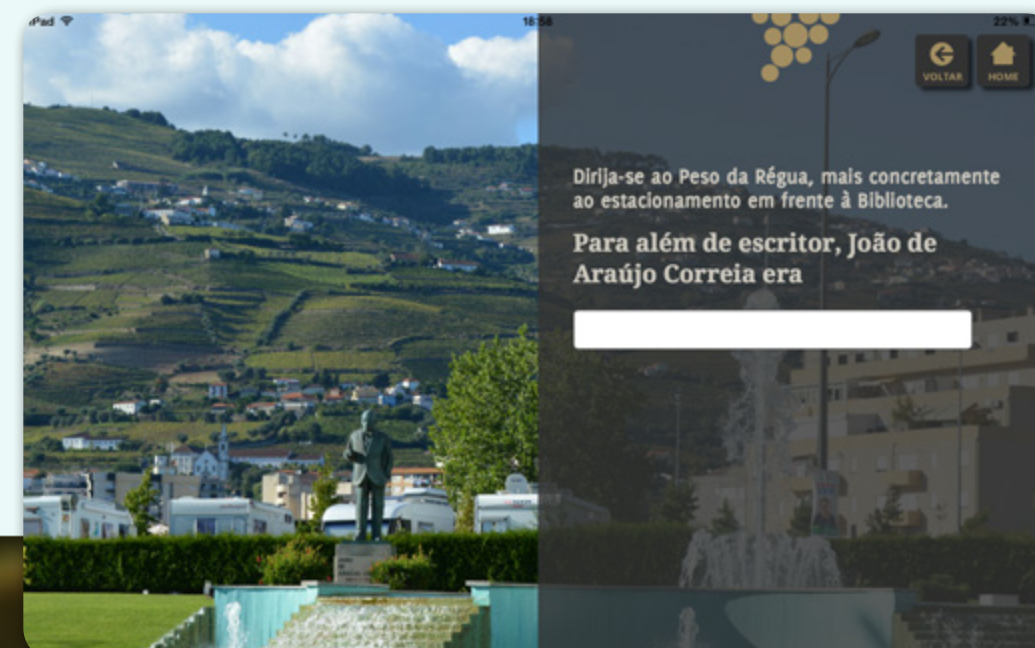 iPad
18:58
22%
VOLTAR
HOME
Dirija-se ao Peso da Régua, mais concretamente
ao estacionamento em frente à Biblioteca.
Para além de escritor, João de
Araújo Correia era